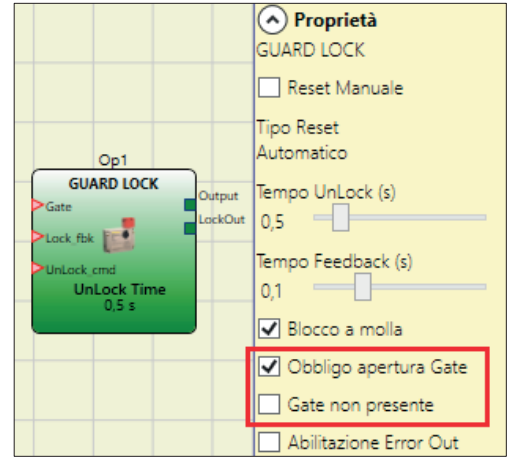 Op1
GUARD LOCK
Gate
Lock_fbk
UnLock_cmd
UnLock Time
0,5 s
Output
LockOut
Proprietà
GUARD LOCK
Reset Manuale
Tipo Reset
Automatico
Tempo UnLock (s)
0,5
Tempo Feedback (s)
0,1
Blocco a molla
Obbligo apertura Gate
Gate non presente
Abilitazione Error Out